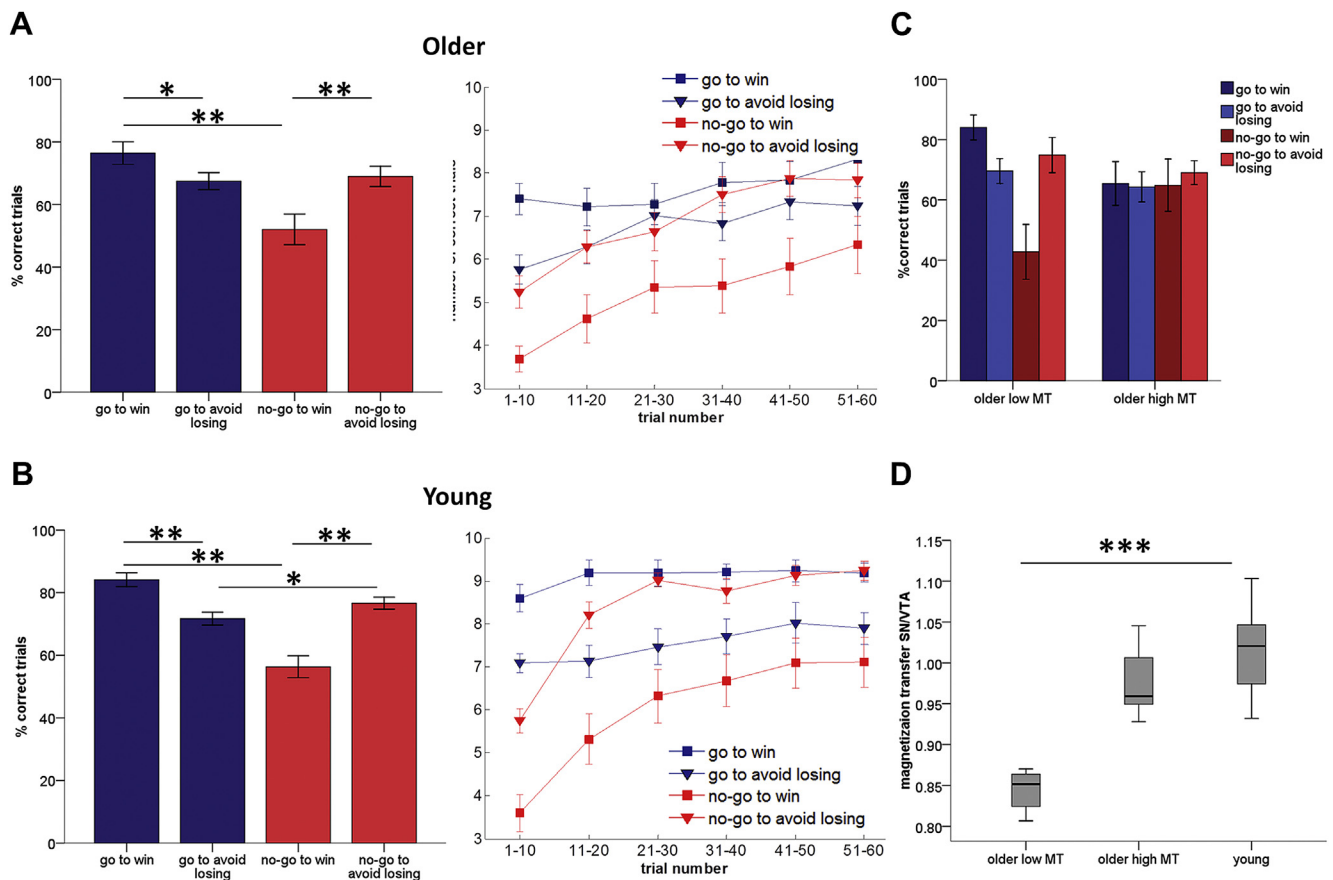 A
Older
100
80
60
40
20
0
% correct trials
*
**
**
go to win
go to avoid
losing
no-go to win
no-go to
avoid losing
10
9
8
7
6
5
4
3
go to win
go to avoid losing
no-go to win
no-go to avoid losing
1-10
11-20
21-30
31-40
41-50
51-60
trial number
C
100
80
60
40
20
0
%correct trials
go to win
go to avoid
losing
no-go to win
no-go to avoid
losing
older low MT
older high MT
B
Young
100
80
60
40
20
0
% correct trials
**
**
**
*
go to win
go to avoid
losing
no-go to win
no-go to
avoid losing
10
9
8
7
6
5
4
3
go to win
go to avoid losing
no-go to win
no-go to avoid losing
1-10
11-20
21-30
31-40
41-50
51-60
trial number
D
1.15
1.10
1.05
1.00
0.95
0.90
0.85
0.80
magnetizaion transfer SN/VTA
***
older low MT
older high MT
young